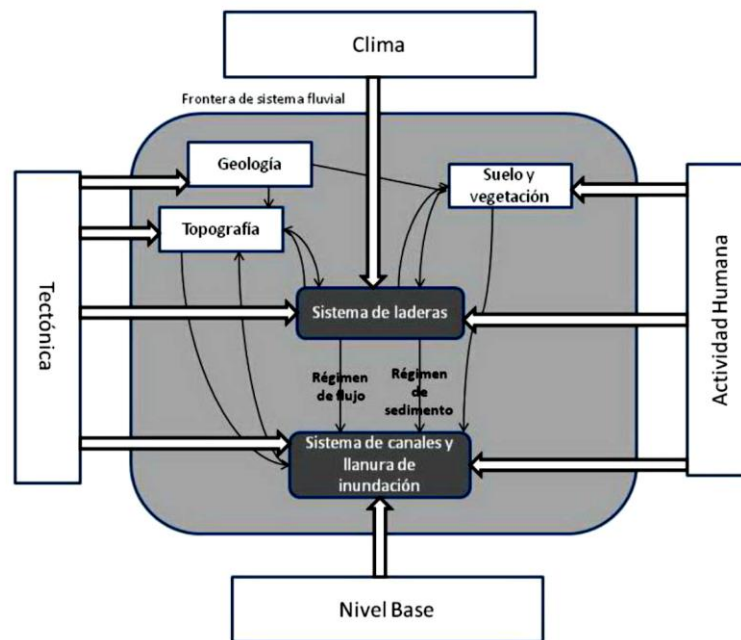 Clima
Frontera de sistema fluvial
Geología
Suelo y
vegetación
Topografía
Tectónica
Sistema de laderas
Actividad Humana
Régimen
de flujo
Régimen
de
sedimento
Sistema de canales y
llanura de
inundación
Nivel Base